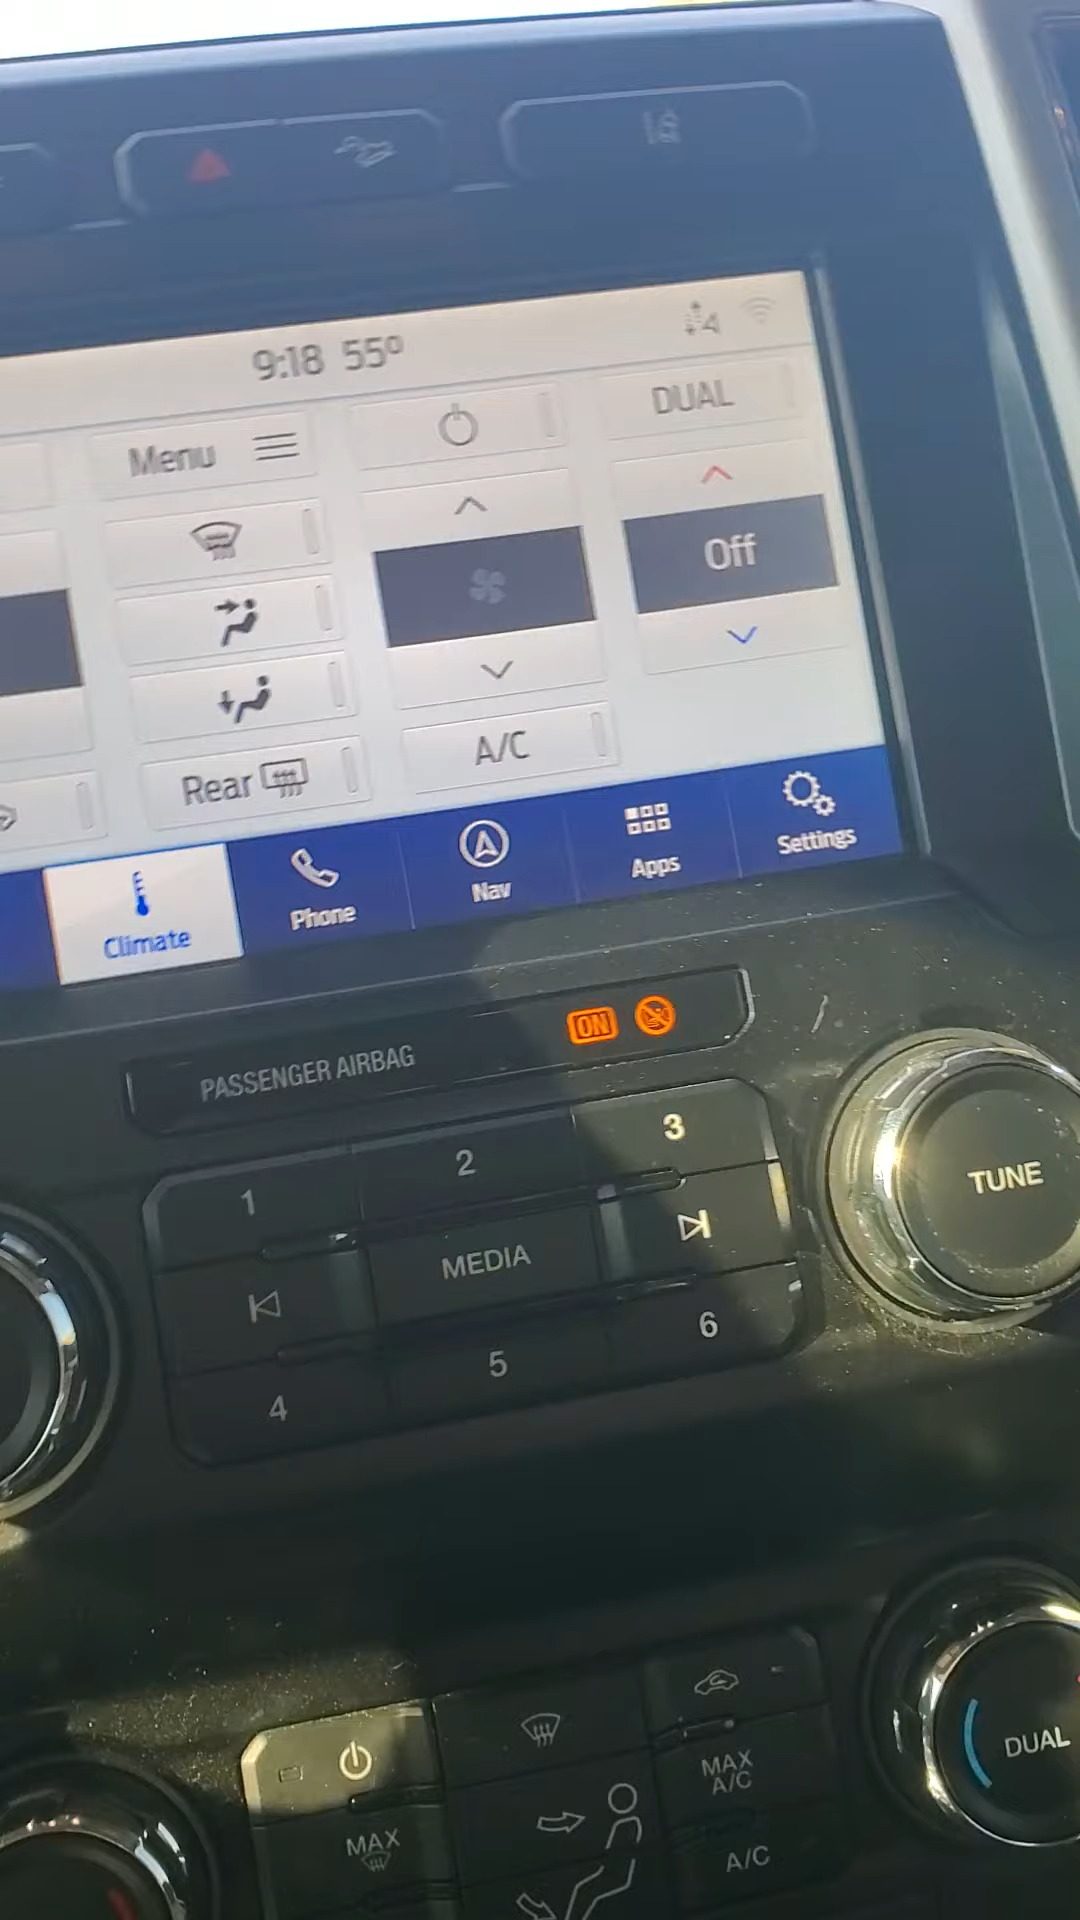 9:18 55°
Menu
DUAL
Off
Rear
A/C
Climate
Phone
Nav
Apps
Settings
PASSENGER AIRBAG
ON
1
2
3
MEDIA
TUNE
4
5
6
MAX
A/C
DUAL
MAX
A/C